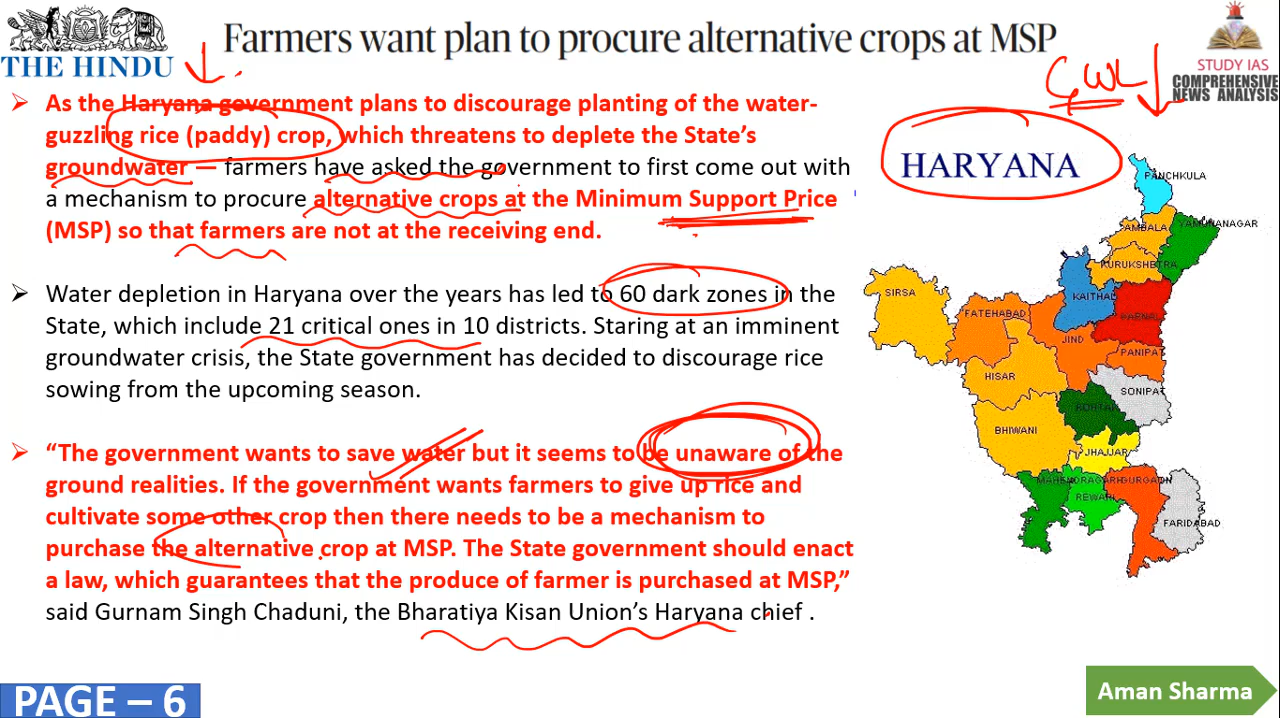 THE HINDU
Farmers want plan to procure alternative crops at MSP
STUDY IAS
COMPREHENSIVE
NEWS ANALYSIS
GWL
➢ As the Haryana government plans to discourage planting of the water-
guzzling rice (paddy) crop, which threatens to deplete the State’s
groundwater — farmers have asked the government to first come out with
a mechanism to procure alternative crops at the Minimum Support Price
(MSP) so that farmers are not at the receiving end.
➢ Water depletion in Haryana over the years has led to 60 dark zones in the
State, which include 21 critical ones in 10 districts. Staring at an imminent
groundwater crisis, the State government has decided to discourage rice
sowing from the upcoming season.
➢ “The government wants to save water but it seems to be unaware of the
ground realities. If the government wants farmers to give up rice and
cultivate some other crop then there needs to be a mechanism to
purchase the alternative crop at MSP. The State government should enact
a law, which guarantees that the produce of farmer is purchased at MSP,”
said Gurnam Singh Chaduni, the Bharatiya Kisan Union’s Haryana chief .
HARYANA
PANCHKULA
AMBALA
YAMUNANAGAR
KURUKSHETRA
SIRSA
KAITHAL
FATEHABAD
KARNAL
JIND
PANIPAT
HISAR
SONIPAT
ROHTAK
BHIWANI
JHAJJAR
MAHENDRAGARH
GURGAON
REWARI
FARIDABAD
PAGE – 6
Aman Sharma